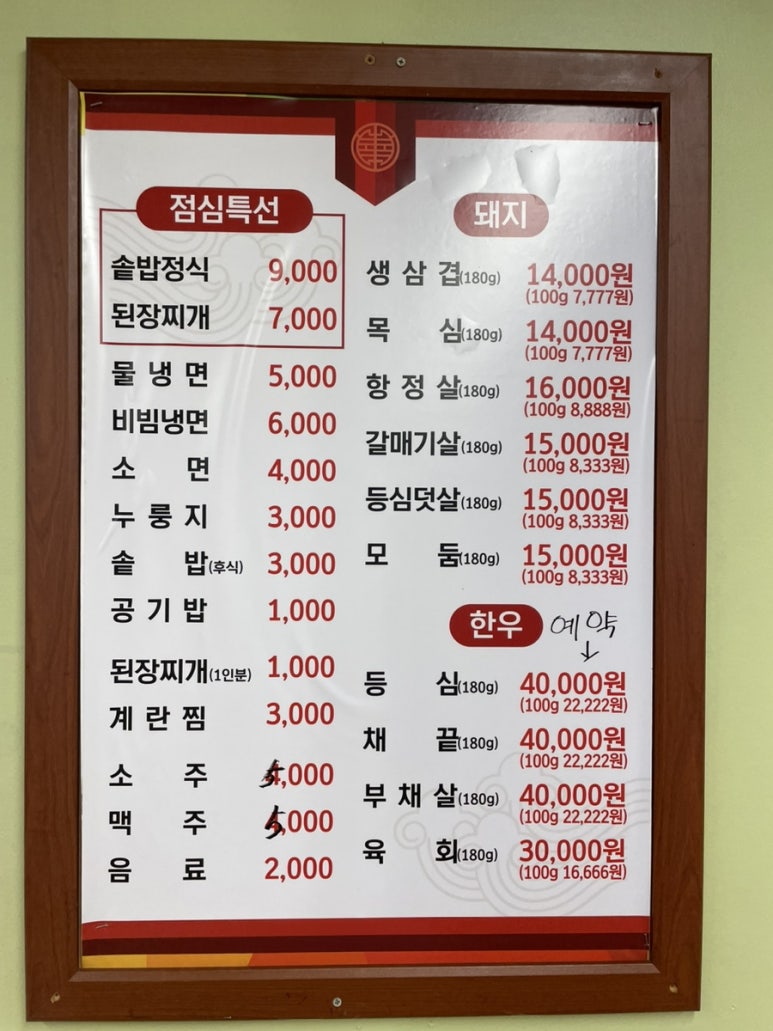 점심특선
솥밥정식 9,000
된장찌개 7,000
물냉면 5,000
비빔냉면 6,000
소면 4,000
누룽지 3,000
솥밥(후식) 3,000
공기밥 1,000
된장찌개(1인분) 1,000
계란찜 3,000
소주 5,000
맥주 5,000
음료 2,000
돼지
생삼겹(180g) 14,000원
(100g 7,777원)
목심(180g) 14,000원
(100g 7,777원)
항정살(180g) 16,000원
(100g 8,888원)
갈매기살(180g) 15,000원
(100g 8,333원)
등심덧살(180g) 15,000원
(100g 8,333원)
모둠(180g) 15,000원
(100g 8,333원)
한우 예약
↓
등심(180g) 40,000원
(100g 22,222원)
채끝(180g) 40,000원
(100g 22,222원)
부채살(180g) 40,000원
(100g 22,222원)
육회(180g) 30,000원
(100g 16,666원)